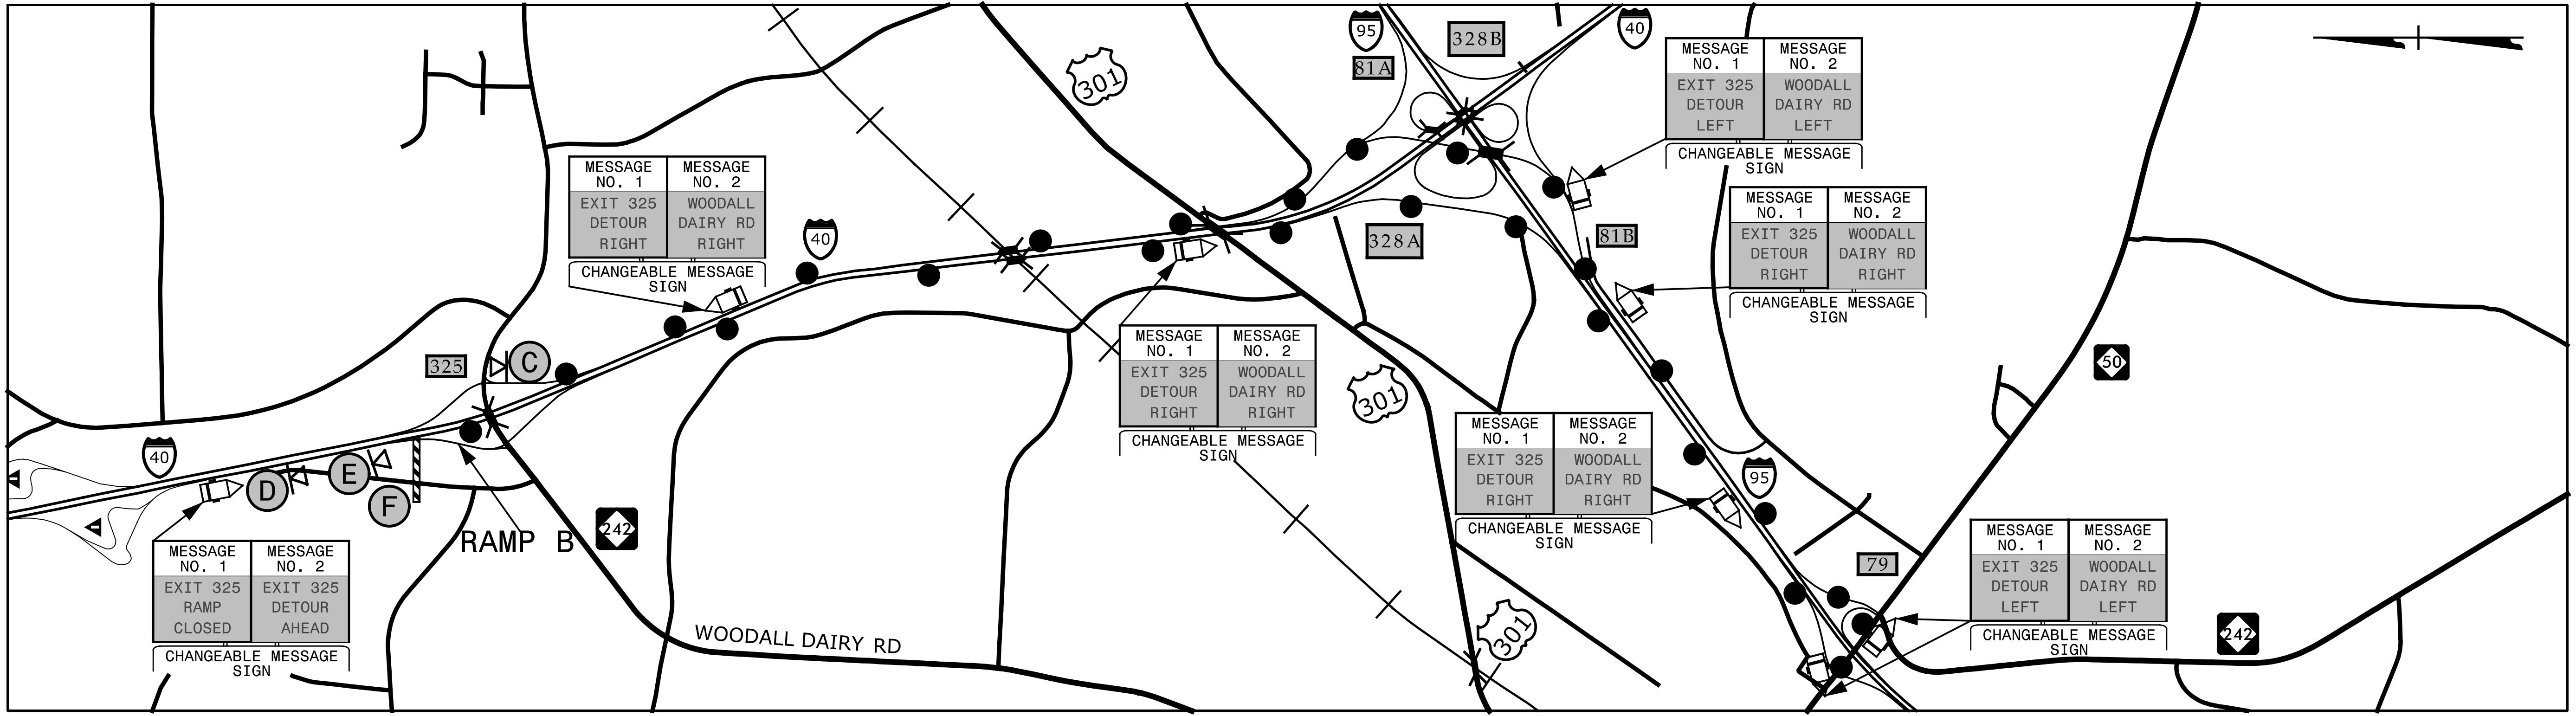 95
328B
40
81A
301
MESSAGE NO. 1
MESSAGE NO. 2
EXIT 325
DETOUR
LEFT
WOODALL
DAIRY RD
LEFT
CHANGEABLE MESSAGE
SIGN
MESSAGE NO. 1
MESSAGE NO. 2
EXIT 325
DETOUR
RIGHT
WOODALL
DAIRY RD
RIGHT
CHANGEABLE MESSAGE
SIGN
40
328A
81B
MESSAGE NO. 1
MESSAGE NO. 2
EXIT 325
DETOUR
RIGHT
WOODALL
DAIRY RD
RIGHT
CHANGEABLE MESSAGE
SIGN
325
C
MESSAGE NO. 1
MESSAGE NO. 2
EXIT 325
DETOUR
RIGHT
WOODALL
DAIRY RD
RIGHT
CHANGEABLE MESSAGE
SIGN
301
50
40
D
E
F
RAMP B
242
MESSAGE NO. 1
MESSAGE NO. 2
EXIT 325
DETOUR
RIGHT
WOODALL
DAIRY RD
RIGHT
CHANGEABLE MESSAGE
SIGN
95
MESSAGE NO. 1
MESSAGE NO. 2
EXIT 325
RAMP
CLOSED
EXIT 325
DETOUR
AHEAD
CHANGEABLE MESSAGE
SIGN
WOODALL DAIRY RD
301
79
MESSAGE NO. 1
MESSAGE NO. 2
EXIT 325
DETOUR
LEFT
WOODALL
DAIRY RD
LEFT
CHANGEABLE MESSAGE
SIGN
242